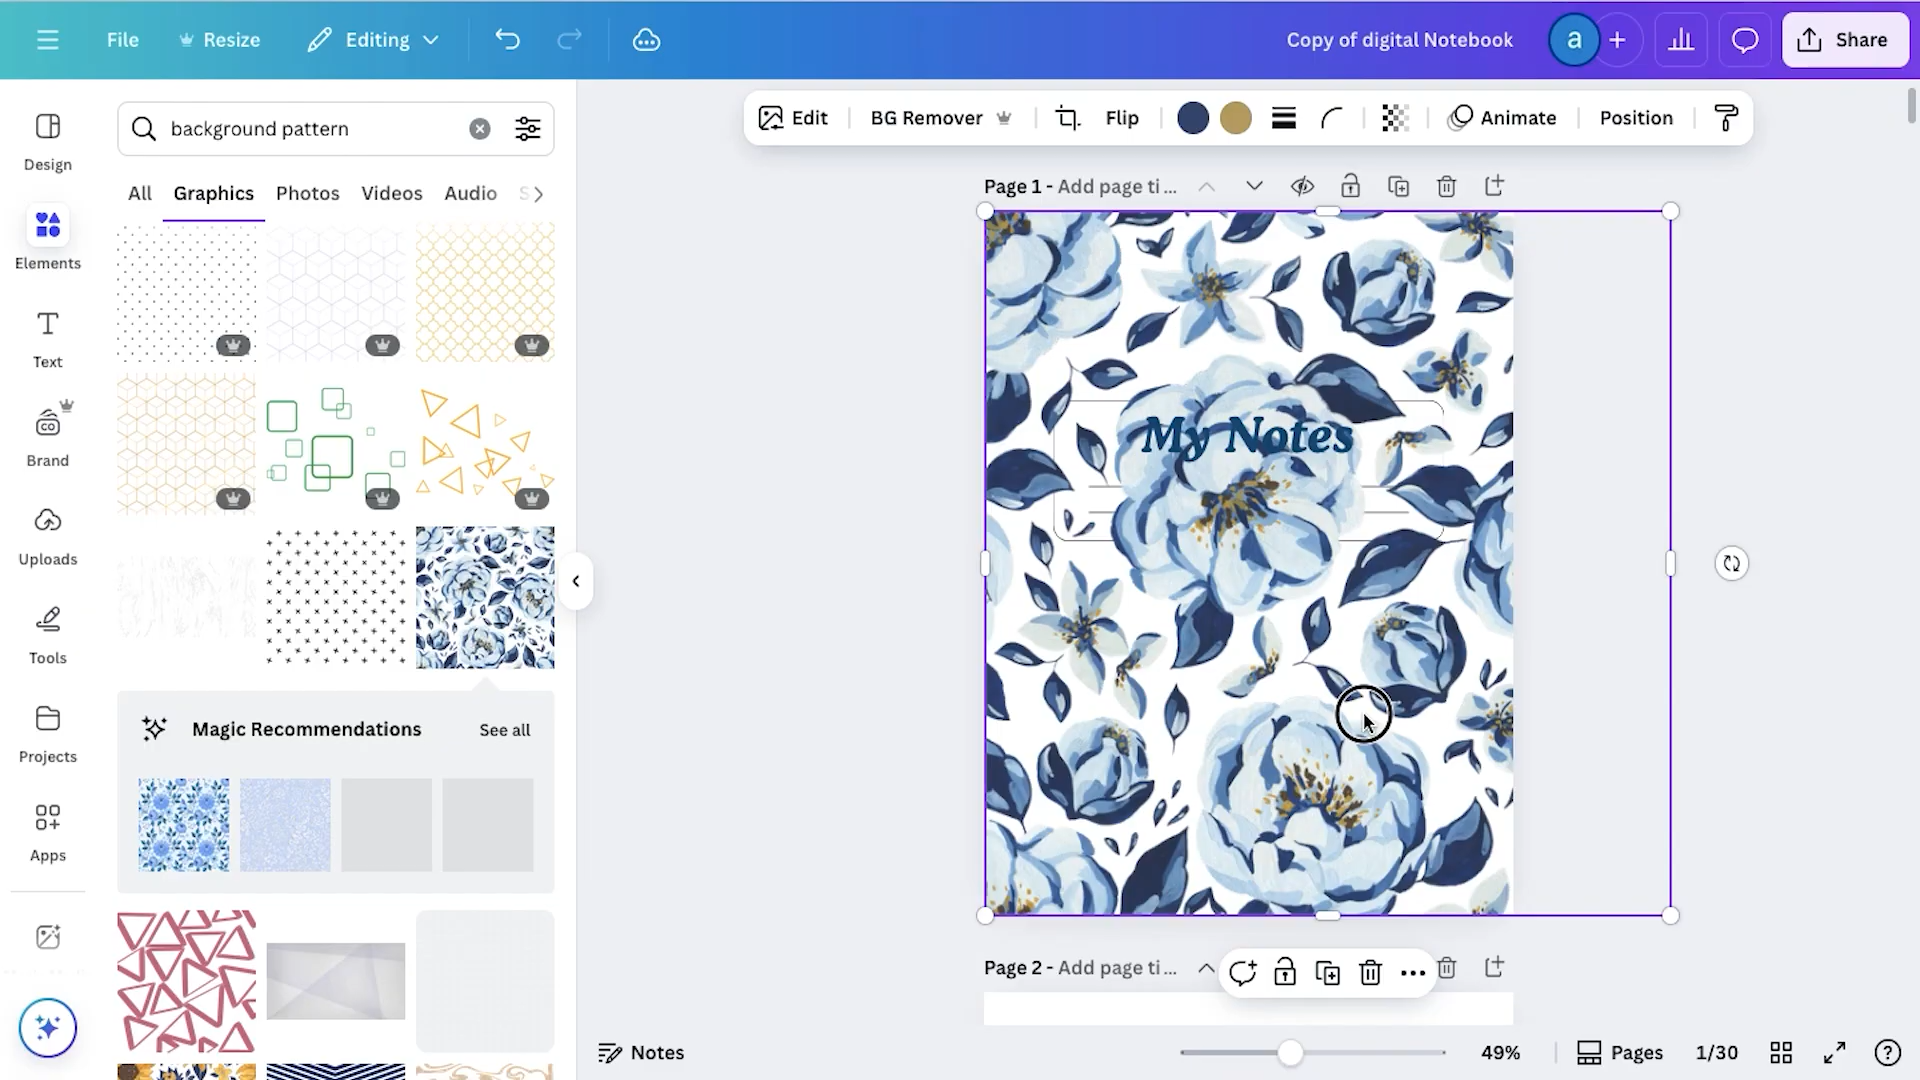 File
Resize
Editing
Copy of digital Notebook
a
Share
Design
Elements
Text
Brand
CO
Uploads
Tools
Projects
Apps
background pattern
All
Graphics
Photos
Videos
Audio
Magic Recommendations
See all
Edit
BG Remover
Flip
Animate
Position
Page 1 - Add page ti...
My Notes
Page 2 - Add page ti...
Notes
49%
Pages
1/30